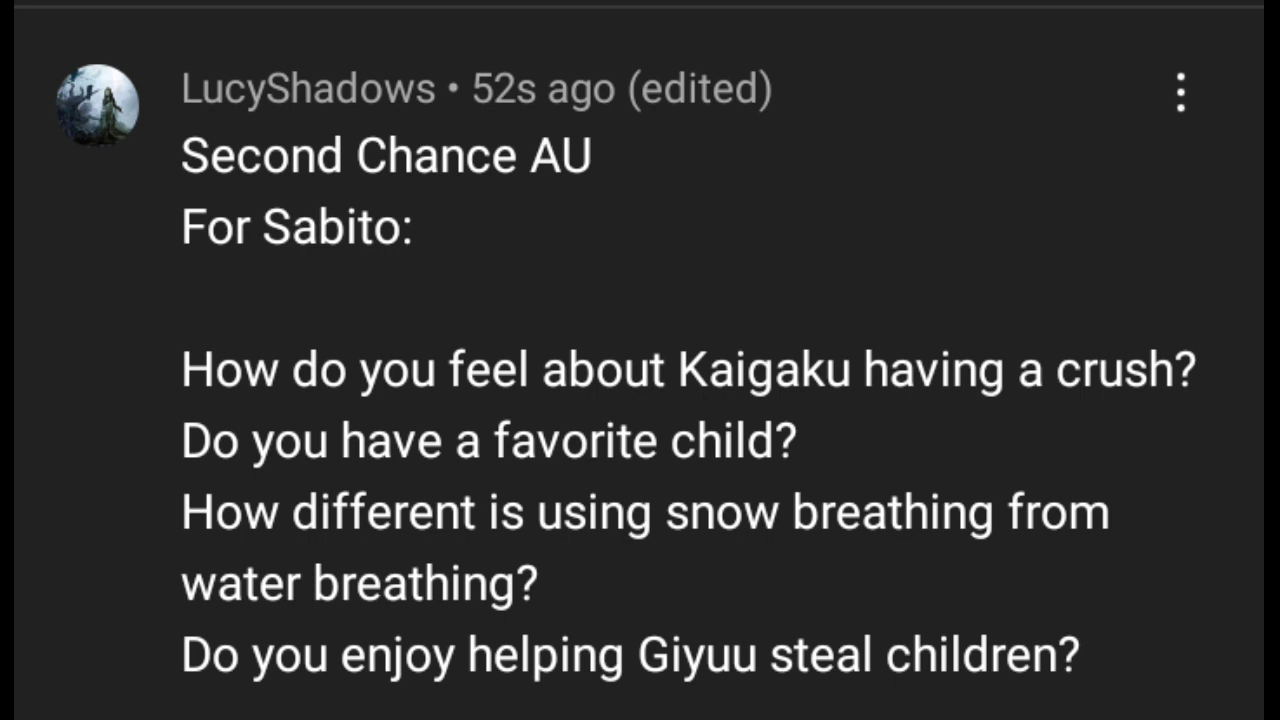 LucyShadows • 52s ago (edited)
Second Chance AU
For Sabito:
How do you feel about Kaigaku having a crush?
Do you have a favorite child?
How different is using snow breathing from
water breathing?
Do you enjoy helping Giyuu steal children?